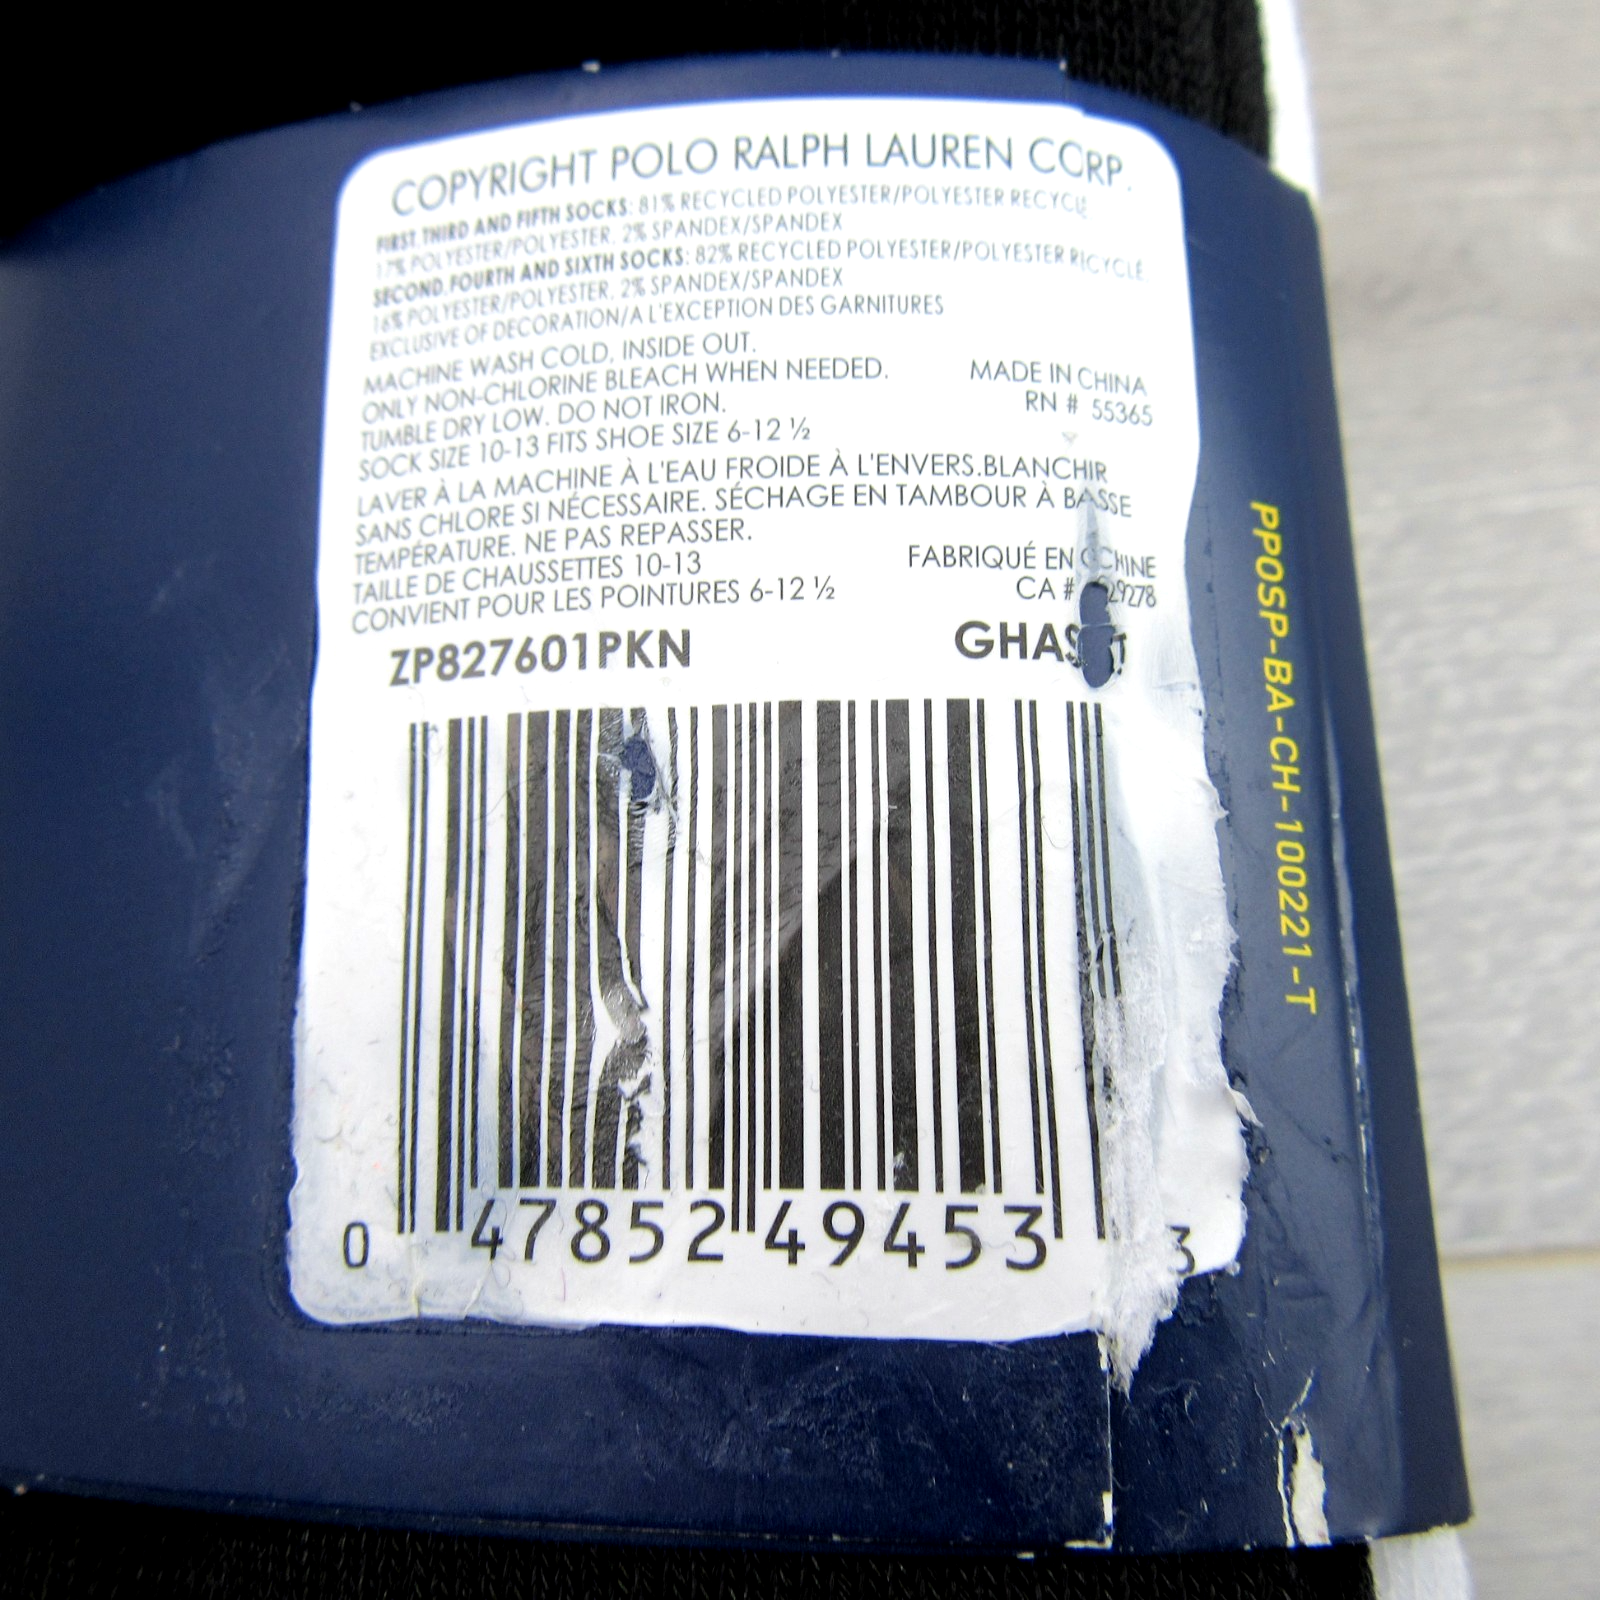 COPYRIGHT POLO RALPH LAUREN CORP.
FIRST, THIRD AND FIFTH SOCKS: 81% RECYCLED POLYESTER/POLYESTER RECYCLÉ
17% POLYESTER/POLYESTER, 2% SPANDEX/SPANDEX
SECOND, FOURTH AND SIXTH SOCKS: 82% RECYCLED POLYESTER/POLYESTER RICYCLÉ
16% POLYESTER/POLYESTER, 2% SPANDEX/SPANDEX
EXCLUSIVE OF DECORATION/A L'EXCEPTION DES GARNITURES
MACHINE WASH COLD, INSIDE OUT.
ONLY NON-CHLORINE BLEACH WHEN NEEDED.
TUMBLE DRY LOW. DO NOT IRON.
SOCK SIZE 10-13 FITS SHOE SIZE 6-12 ½
MADE IN CHINA
RN # 55365
LAVER À LA MACHINE À L'EAU FROIDE À L'ENVERS.BLANCHIR
SANS CHLORE SI NÉCESSAIRE. SÉCHAGE EN TAMBOUR À BASSE
TEMPÉRATURE. NE PAS REPASSER.
TAILLE DE CHAUSSETTES 10-13
CONVIENT POUR LES POINTURES 6-12 ½
FABRIQUÉ EN CHINE
CA #
ZP827601PKN
0 47852 49453 3
PPOSP-BA-CH-10221-T